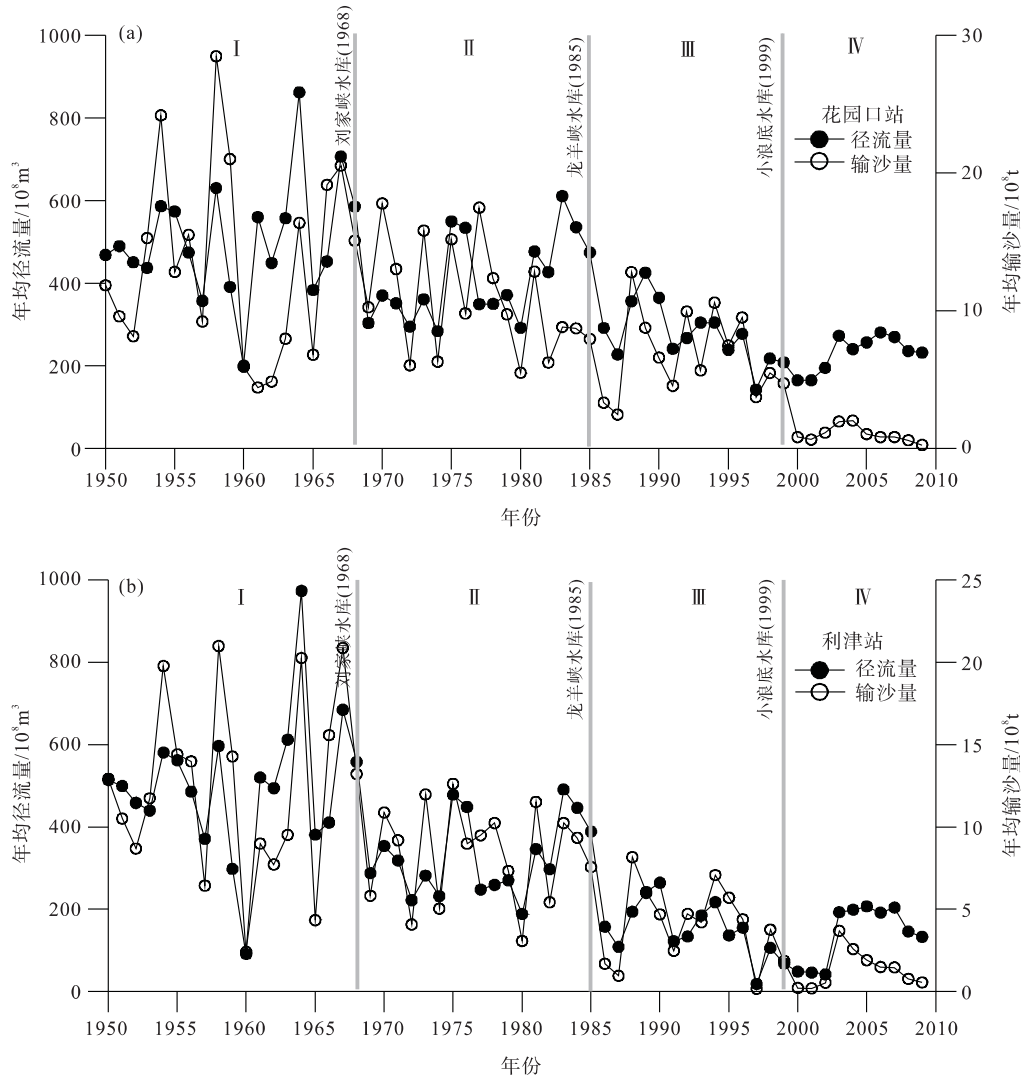 (a)
Ⅰ
Ⅱ
Ⅲ
Ⅳ
刘家峡水库(1968)
龙羊峡水库(1985)
小浪底水库(1999)
花园口站
径流量
输沙量
年均径流量/10⁸m³
1000
800
600
400
200
0
30
20
10
0
年均输沙量/10⁸t
1950 1955 1960 1965 1970 1975 1980 1985 1990 1995 2000 2005 2010
年份
(b)
Ⅰ
Ⅱ
Ⅲ
Ⅳ
刘家峡水库(1968)
龙羊峡水库(1985)
小浪底水库(1999)
利津站
径流量
输沙量
年均径流量/10⁸m³
1000
800
600
400
200
0
25
20
15
10
5
0
年均输沙量/10⁸t
1950 1955 1960 1965 1970 1975 1980 1985 1990 1995 2000 2005 2010
年份